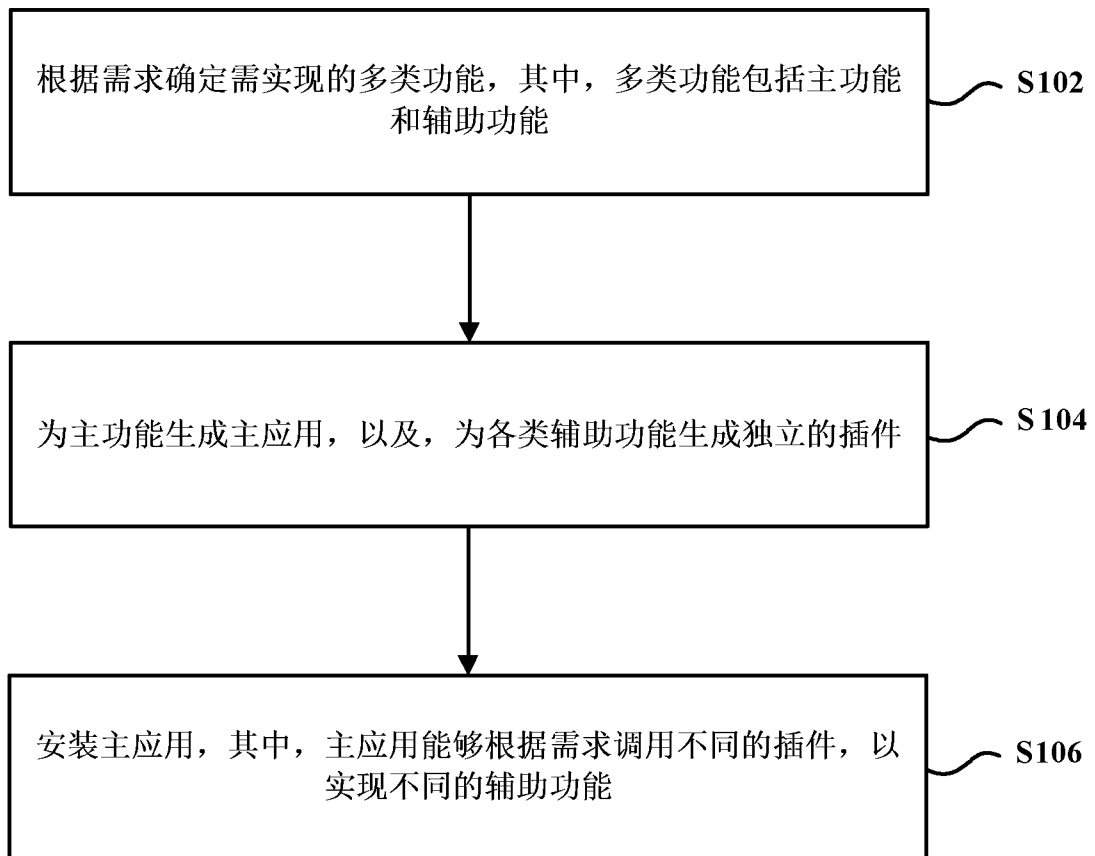 根据需求确定需实现的多类功能，其中，多类功能包括主功能
和辅助功能
S102
为主功能生成主应用，以及，为各类辅助功能生成独立的插件
S104
安装主应用，其中，主应用能够根据需求调用不同的插件，以
实现不同的辅助功能
S106